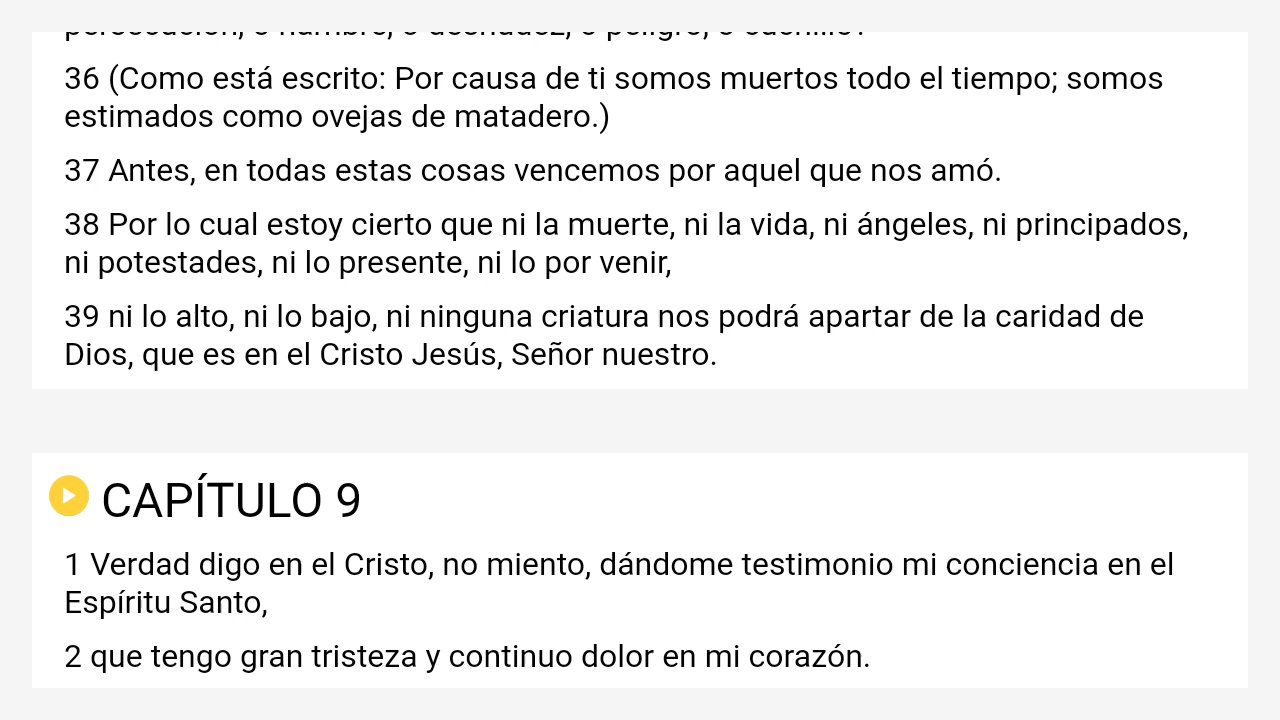 persecución, o hambre, o desnudez, o peligro, o cuchillo?
36 (Como está escrito: Por causa de ti somos muertos todo el tiempo; somos
estimados como ovejas de matadero.)
37 Antes, en todas estas cosas vencemos por aquel que nos amó.
38 Por lo cual estoy cierto que ni la muerte, ni la vida, ni ángeles, ni principados,
ni potestades, ni lo presente, ni lo por venir,
39 ni lo alto, ni lo bajo, ni ninguna criatura nos podrá apartar de la caridad de
Dios, que es en el Cristo Jesús, Señor nuestro.
CAPÍTULO 9
1 Verdad digo en el Cristo, no miento, dándome testimonio mi conciencia en el
Espíritu Santo,
2 que tengo gran tristeza y continuo dolor en mi corazón.